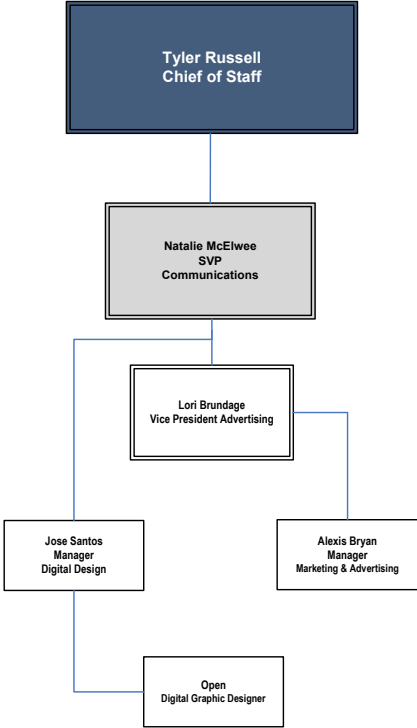 Tyler Russell
Chief of Staff
Natalie McElwee
SVP
Communications
Lori Brundage
Vice President Advertising
Jose Santos
Manager
Digital Design
Alexis Bryan
Manager
Marketing & Advertising
Open
Digital Graphic Designer